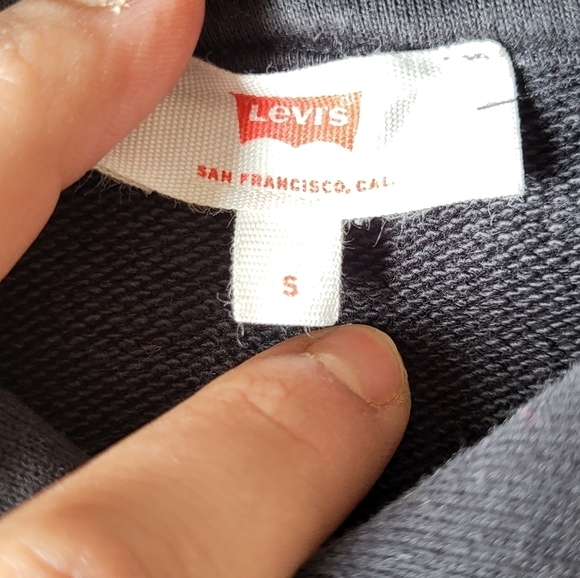 Levi's
SAN FRANCISCO, CAL.
S